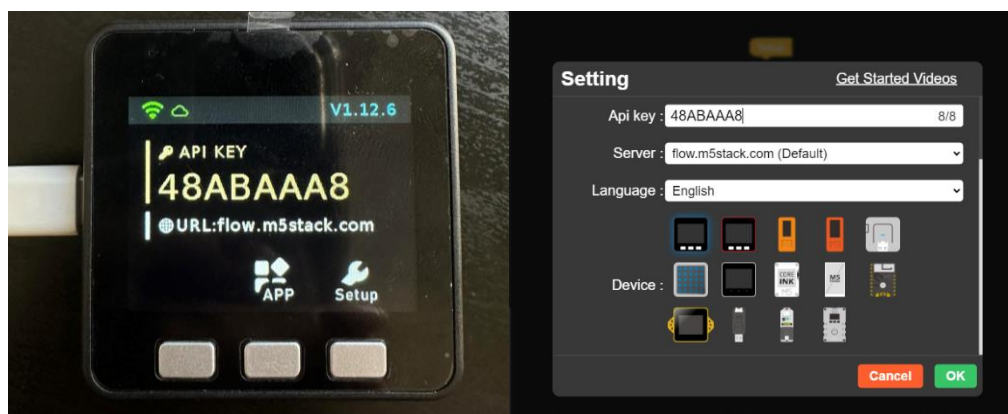 V1.12.6
API KEY
48ABAAA8
URL:flow.m5stack.com
APP
Setup
Setting
Get Started Videos
Api key : 48ABAAA8 8/8
Server : flow.m5stack.com (Default)
Language : English
Device :
CORE
INK
M5
Cancel
OK